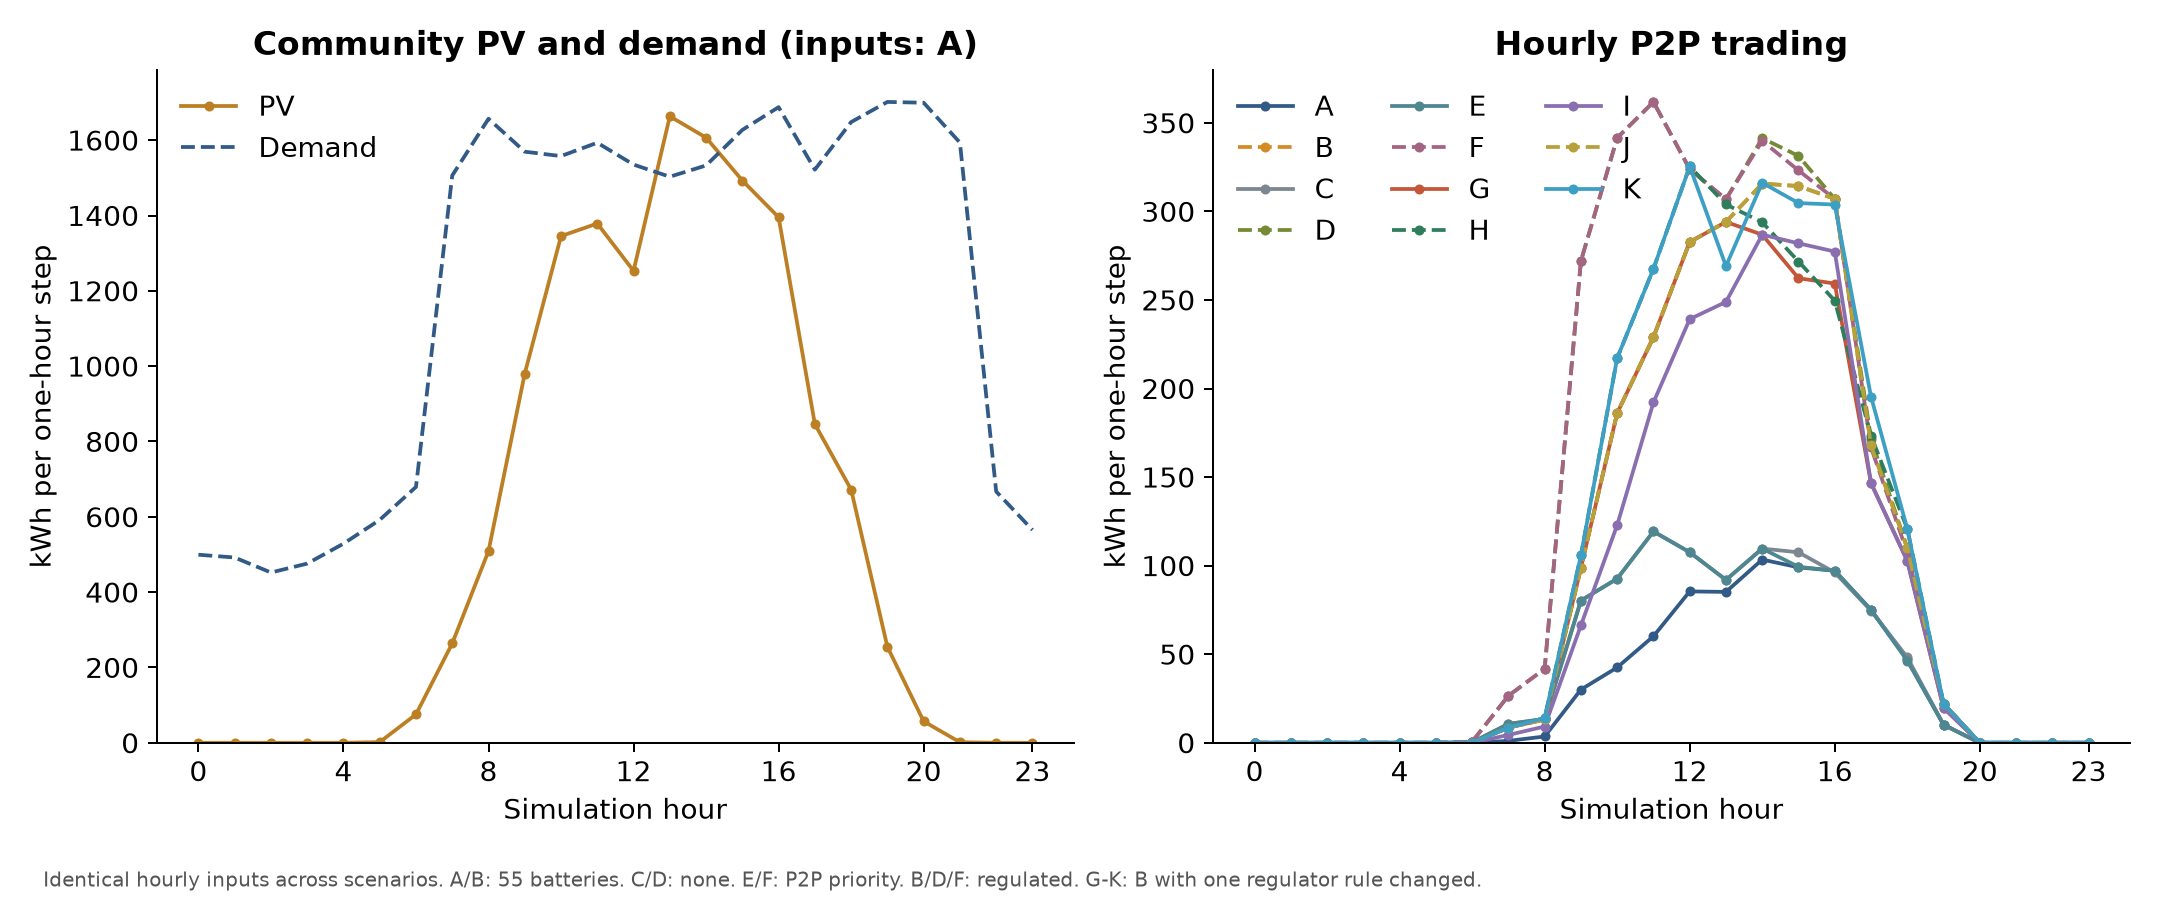 Community PV and demand (inputs: A)
PV
Demand
kWh per one-hour step
1600
1400
1200
1000
800
600
400
200
0
0 4 8 12 16 20 23
Simulation hour
Hourly P2P trading
A E I
B F J
C G K
D H
kWh per one-hour step
350
300
250
200
150
100
50
0
0 4 8 12 16 20 23
Simulation hour
Identical hourly inputs across scenarios. A/B: 55 batteries. C/D: none. E/F: P2P priority. B/D/F: regulated. G-K: B with one regulator rule changed.